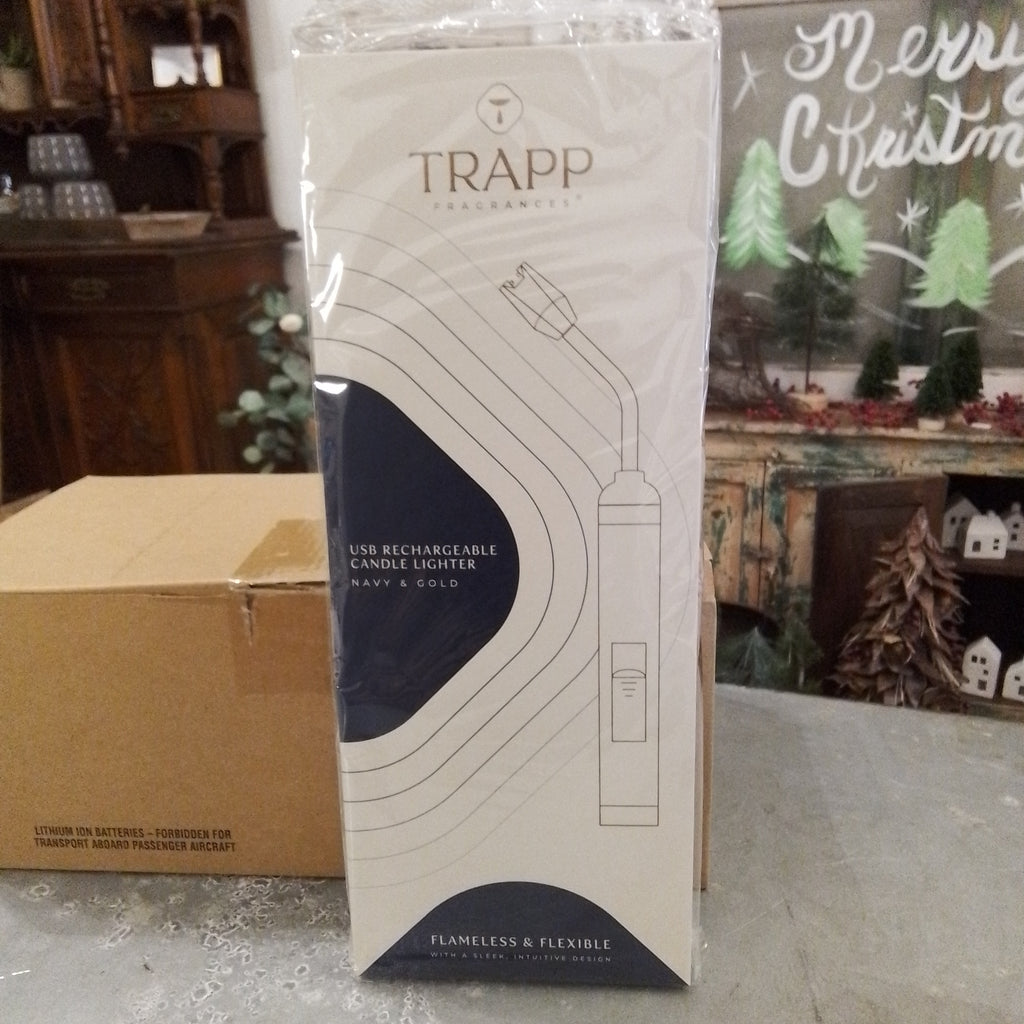 TRAPP
FRAGRANCES®
USB RECHARGEABLE
CANDLE LIGHTER
NAVY & GOLD
FLAMELESS & FLEXIBLE
WITH A SLEEK, INTUITIVE DESIGN
Merry
Christm
LITHIUM ION BATTERIES – FORBIDDEN FOR
TRANSPORT ABOARD PASSENGER AIRCRAFT